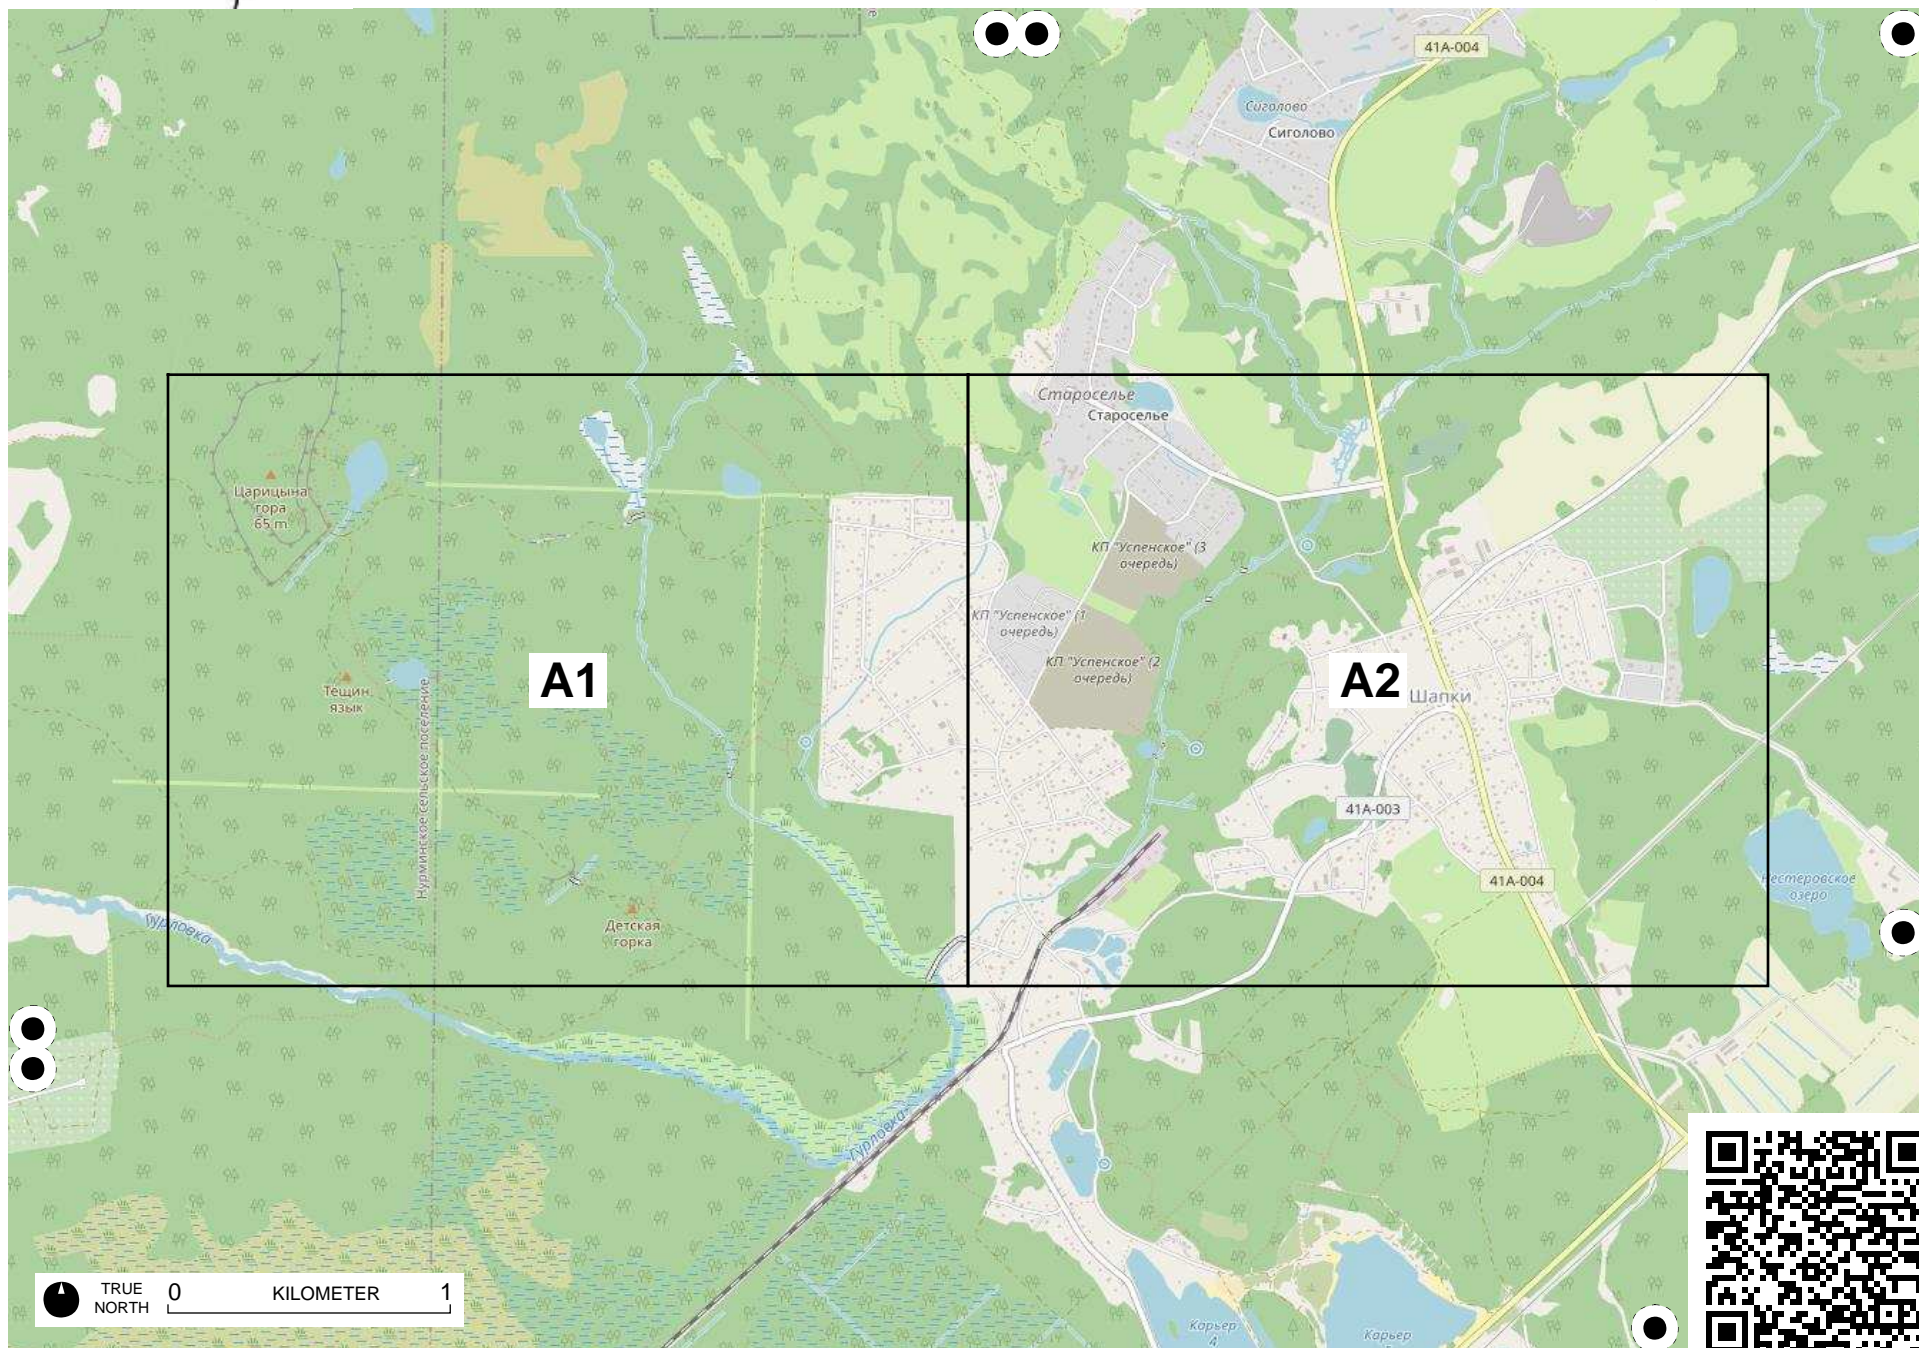 41A-004
Сиголово
Сиголово
Староселье
Староселье
Царицына
гора
65 m
КП "Успенское" (3
очередь)
КП "Успенское" (1
очередь)
КП "Успенское" (2
очередь)
A1
A2
Шапки
Тёщин
язык
Нурминское сельское поселение
41A-003
41A-004
Нестеровское
озеро
Гурловка
Детская
горка
Гурловка
TRUE
NORTH
0 KILOMETER 1
Карьер
4
Карьер